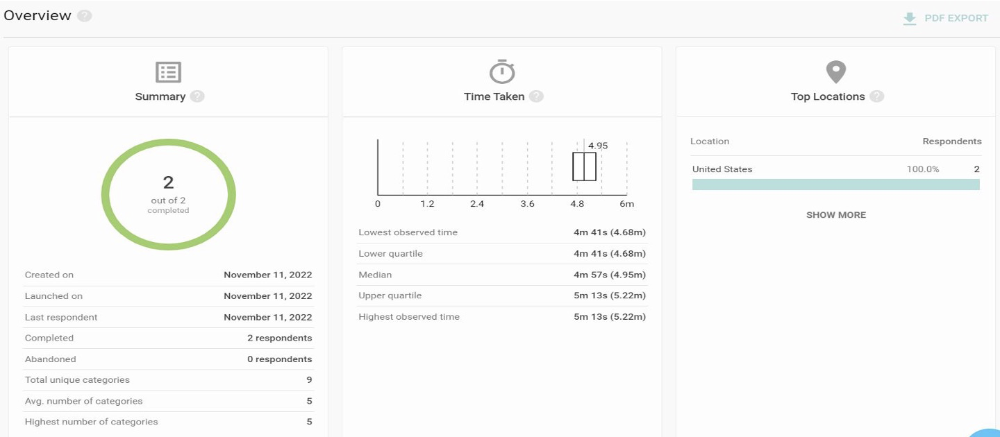 Overview ?
PDF EXPORT
Summary ?
2
out of 2
completed
Created on November 11, 2022
Launched on November 11, 2022
Last respondent November 11, 2022
Completed 2 respondents
Abandoned 0 respondents
Total unique categories 9
Avg. number of categories 5
Highest number of categories 5
Time Taken ?
4.95
0 1.2 2.4 3.6 4.8 6m
Lowest observed time 4m 41s (4.68m)
Lower quartile 4m 41s (4.68m)
Median 4m 57s (4.95m)
Upper quartile 5m 13s (5.22m)
Highest observed time 5m 13s (5.22m)
Top Locations ?
Location Respondents
United States 100.0% 2
SHOW MORE